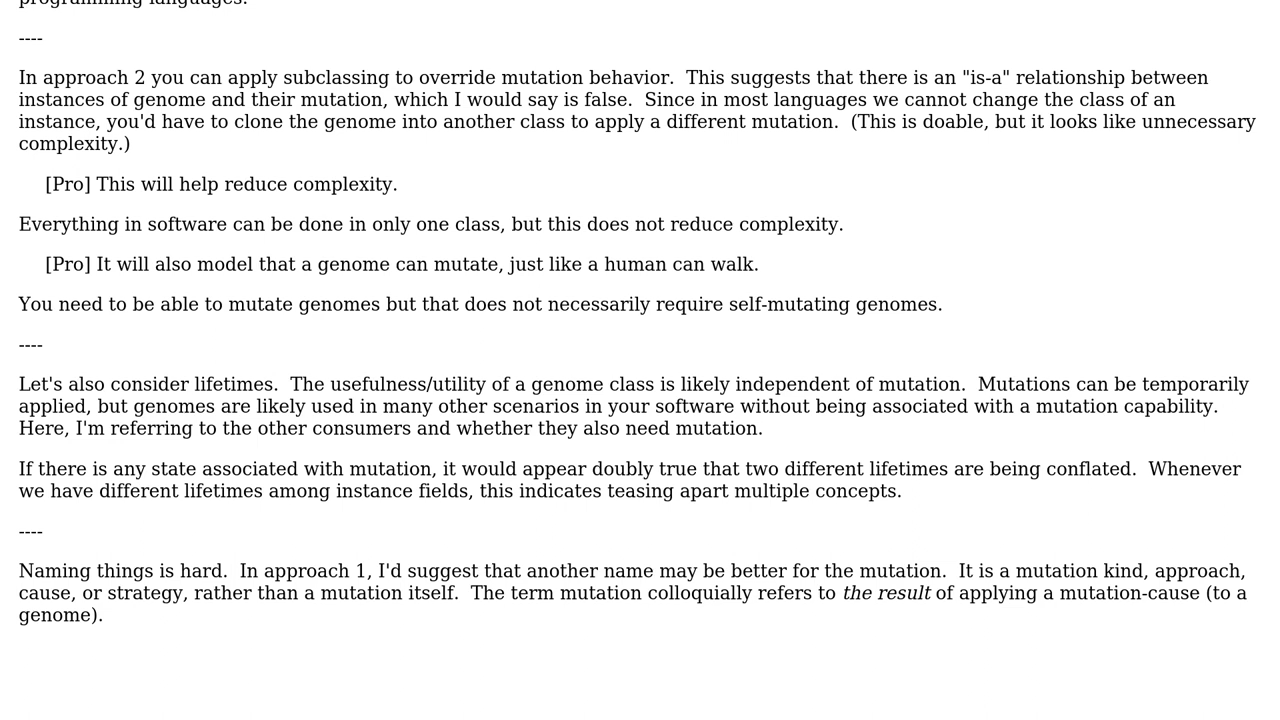 programming languages.
----
In approach 2 you can apply subclassing to override mutation behavior.  This suggests that there is an "is-a" relationship between
instances of genome and their mutation, which I would say is false.  Since in most languages we cannot change the class of an
instance, you'd have to clone the genome into another class to apply a different mutation.  (This is doable, but it looks like unnecessary
complexity.)
[Pro] This will help reduce complexity.
Everything in software can be done in only one class, but this does not reduce complexity.
[Pro] It will also model that a genome can mutate, just like a human can walk.
You need to be able to mutate genomes but that does not necessarily require self-mutating genomes.
----
Let's also consider lifetimes.  The usefulness/utility of a genome class is likely independent of mutation.  Mutations can be temporarily
applied, but genomes are likely used in many other scenarios in your software without being associated with a mutation capability.
Here, I'm referring to the other consumers and whether they also need mutation.
If there is any state associated with mutation, it would appear doubly true that two different lifetimes are being conflated.  Whenever
we have different lifetimes among instance fields, this indicates teasing apart multiple concepts.
----
Naming things is hard.  In approach 1, I'd suggest that another name may be better for the mutation.  It is a mutation kind, approach,
cause, or strategy, rather than a mutation itself.  The term mutation colloquially refers to the result of applying a mutation-cause (to a
genome).